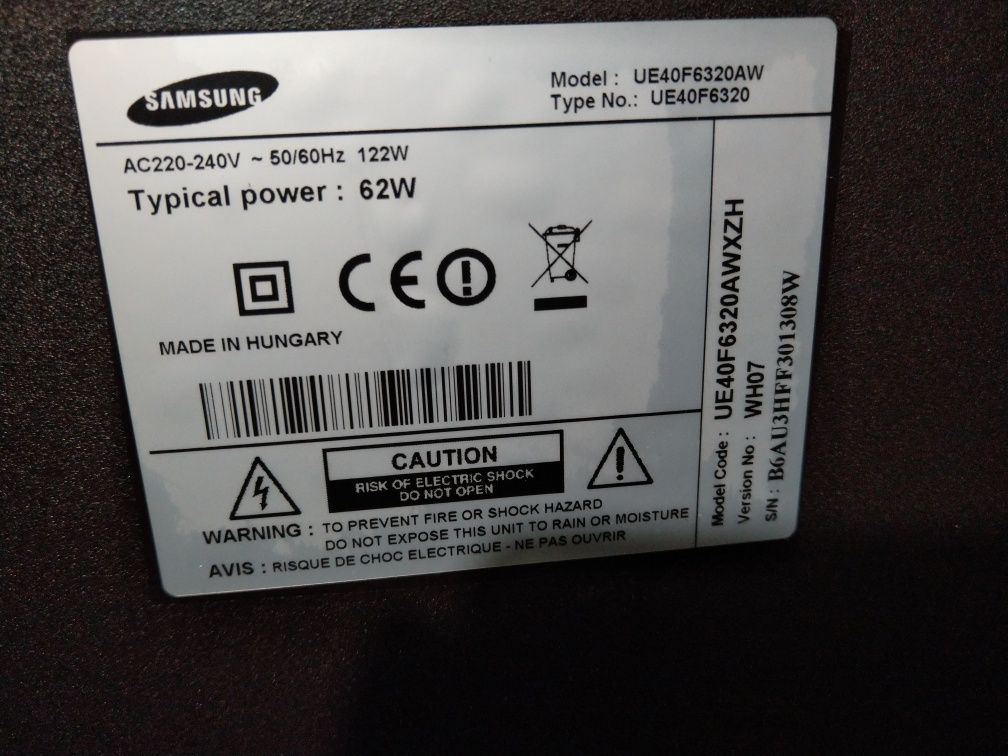 SAMSUNG
Model : UE40F6320AW
Type No.: UE40F6320
AC220-240V ~ 50/60Hz 122W
Typical power : 62W
CE
MADE IN HUNGARY
CAUTION
RISK OF ELECTRIC SHOCK
DO NOT OPEN
WARNING : TO PREVENT FIRE OR SHOCK HAZARD
DO NOT EXPOSE THIS UNIT TO RAIN OR MOISTURE
AVIS : RISQUE DE CHOC ELECTRIQUE - NE PAS OUVRIR
Model Code : UE40F6320AWXZH
Version No : WH07
S/N : B6AU3HFF301308W